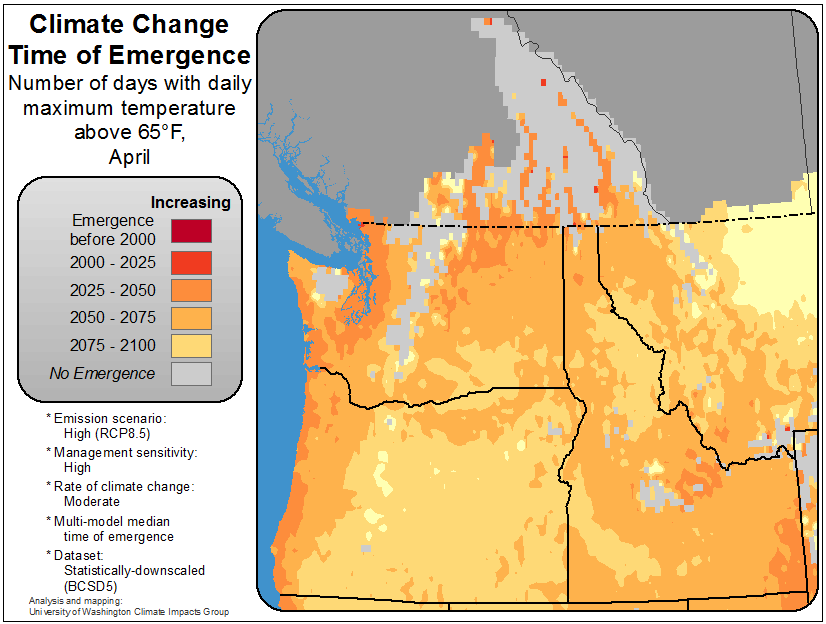 Climate Change
Time of Emergence
Number of days with daily
maximum temperature
above 65°F,
April
Increasing
Emergence
before 2000
2000 - 2025
2025 - 2050
2050 - 2075
2075 - 2100
No Emergence
* Emission scenario:
High (RCP8.5)
* Management sensitivity:
High
* Rate of climate change:
Moderate
* Multi-model median
time of emergence
* Dataset:
Statistically-downscaled
(BCSD5)
Analysis and mapping:
University of Washington Climate Impacts Group